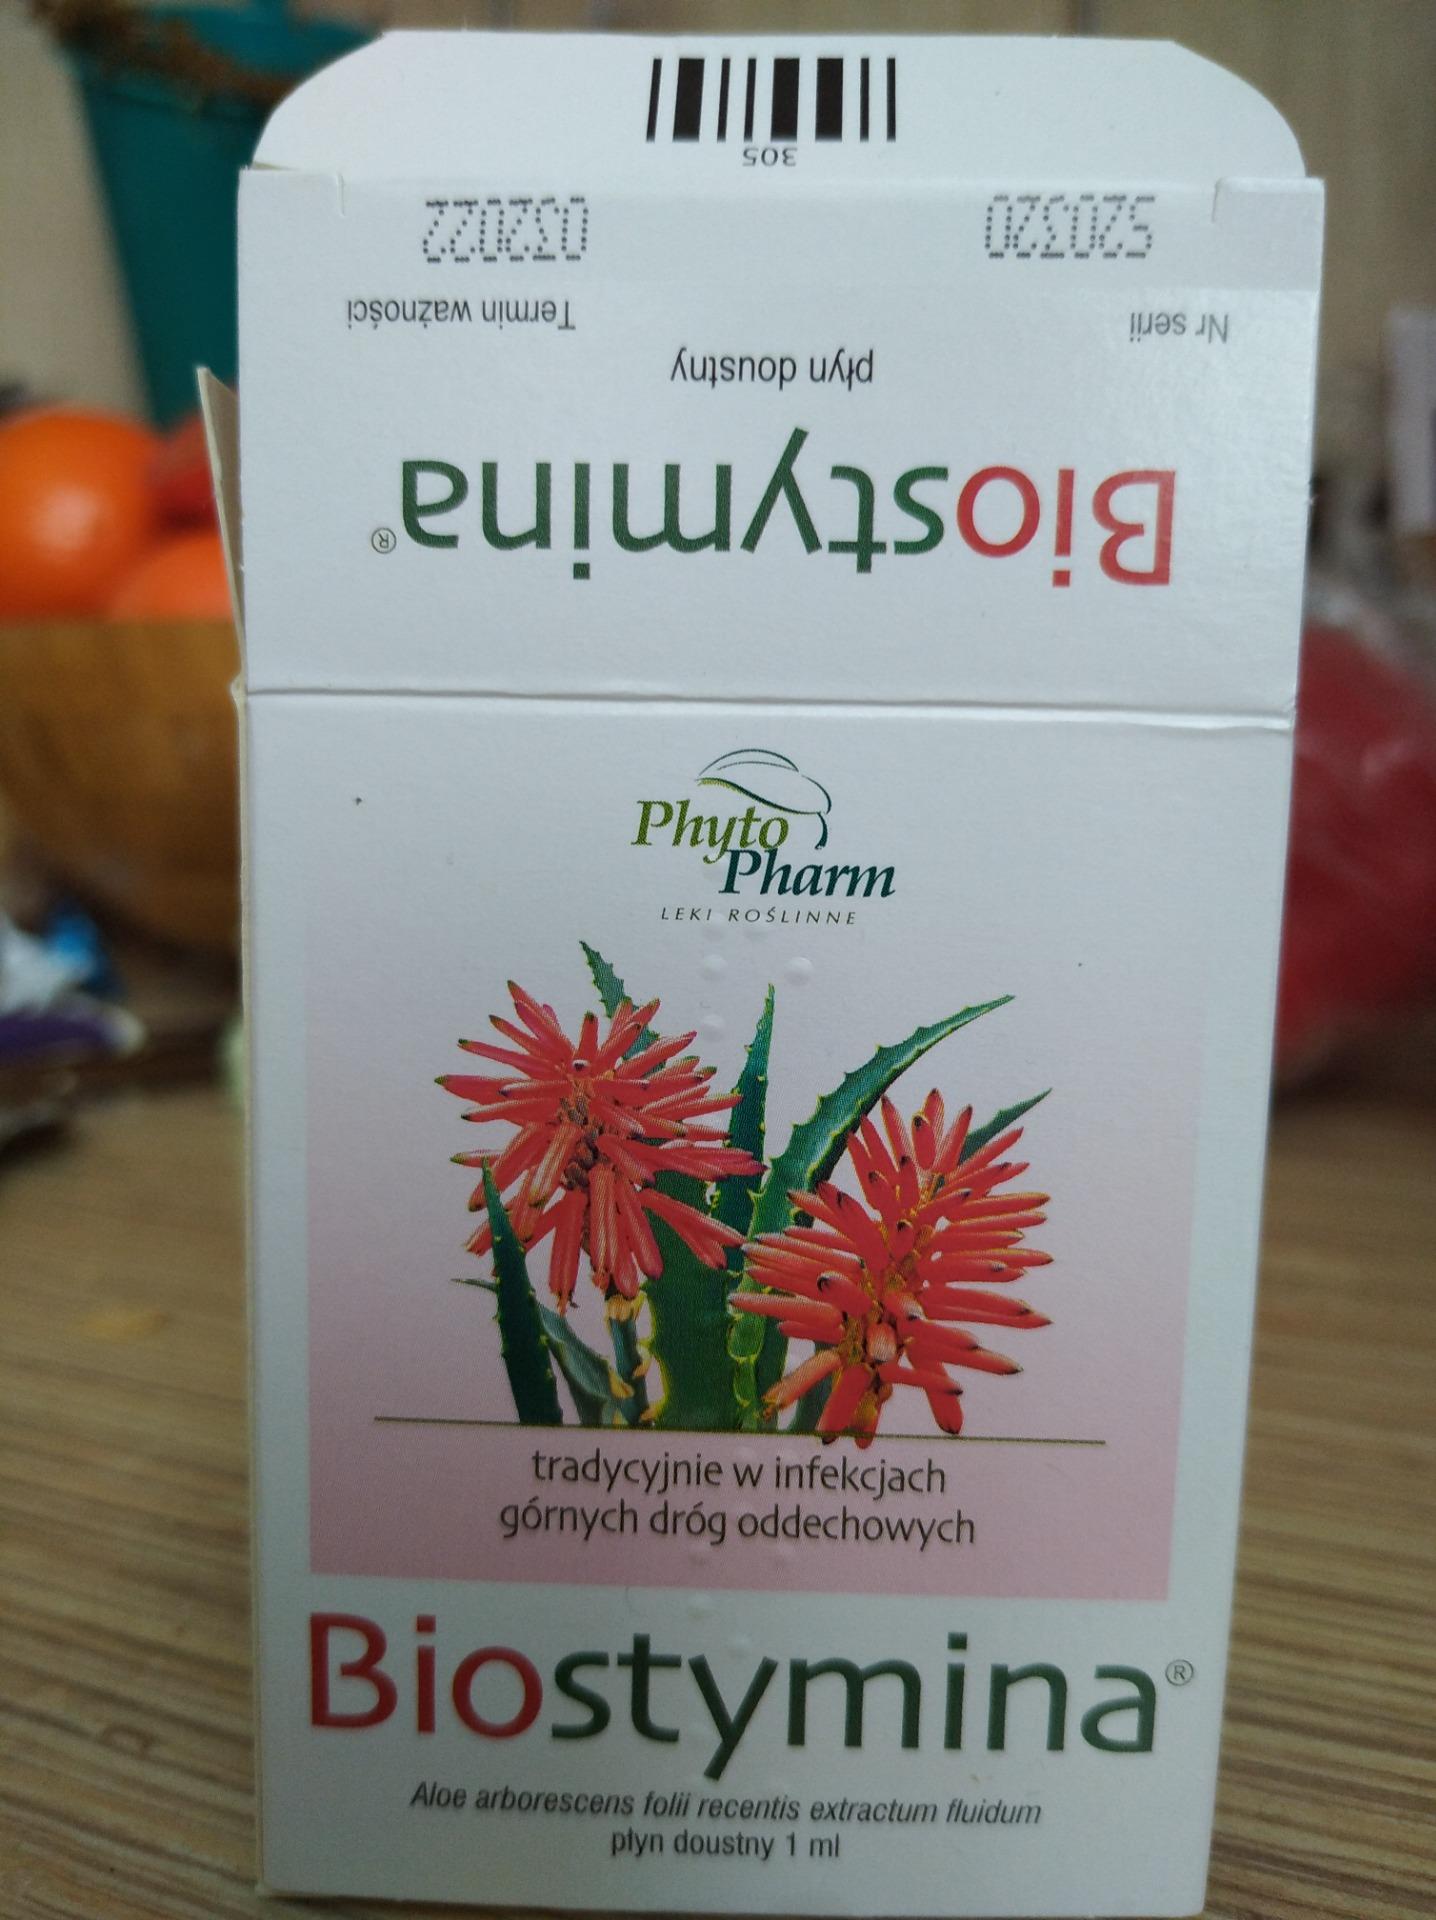 305
032022
520320
Termin ważności
Nr serii
płyn doustny
Biostymina®
Phyto
Pharm
LEKI ROŚLINNE
tradycyjnie w infekcjach
górnych dróg oddechowych
Biostymina®
Aloe arborescens folii recentis extractum fluidum
płyn doustny 1 ml